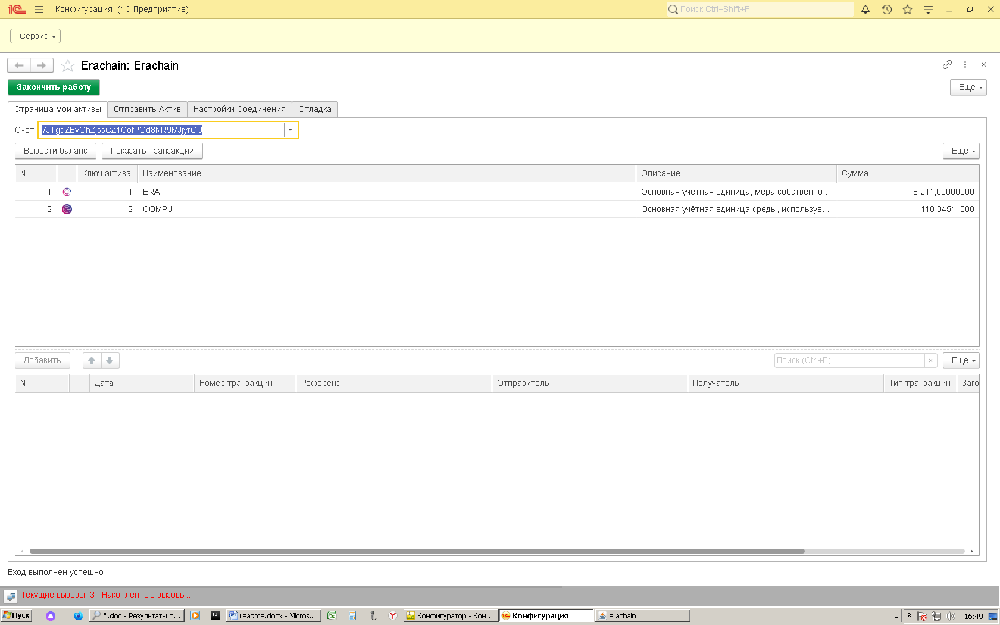 Конфигурация (1С:Предприятие)
Поиск Ctrl+Shift+F
Сервис
Erachain: Erachain
Закончить работу
Еще
Страница мои активы Отправить Актив Настройки Соединения Отладка
Счет: 7JTgqZBvGhZjssCZ1CofPGd8NR9MJjyrGU
Вывести баланс Показать транзакции Еще
N Ключ актива Наименование Описание Сумма
1 1 ERA Основная учётная единица, мера собственно... 8 211,00000000
2 2 COMPU Основная учётная единица среды, используе... 110,04511000
Добавить Поиск (Ctrl+F) × Еще
N Дата Номер транзакции Референс Отправитель Получатель Тип транзакции Заго
Вход выполнен успешно
Текущие вызовы: 3 Накопленные вызовы...
Пуск *.doc - Результаты п... readme.docx - Micros... Конфигуратор - Кон... Конфигурация erachain RU 16:49